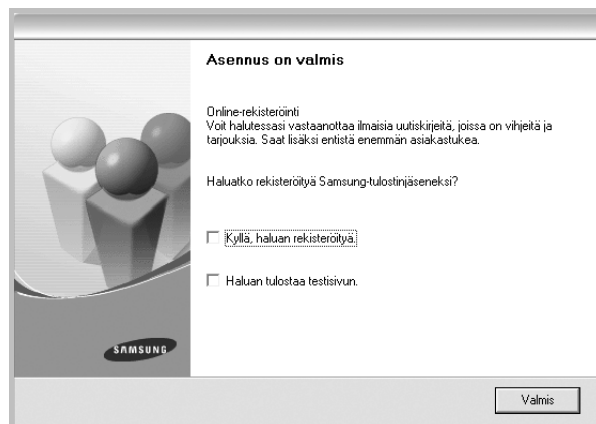 Asennus on valmis
Online-rekisteröinti
Voit halutessasi vastaanottaa ilmaisia uutiskirjeitä, joissa on vihjeitä ja
tarjouksia. Saat lisäksi entistä enemmän asiakastukea.
Haluatko rekisteröityä Samsung-tulostinjäseneksi?
Kyllä, haluan rekisteröityä.
Haluan tulostaa testisivun.
SAMSUNG
Valmis